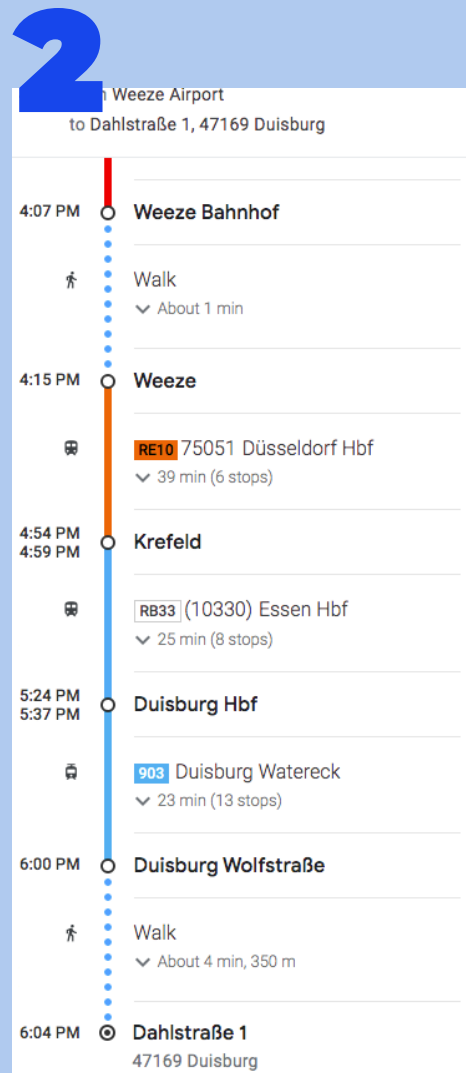 2
Weeze Airport
to Dahlstraße 1, 47169 Duisburg
4:07 PM Weeze Bahnhof
Walk
About 1 min
4:15 PM Weeze
RE10 75051 Düsseldorf Hbf
39 min (6 stops)
4:54 PM
4:59 PM Krefeld
RB33 (10330) Essen Hbf
25 min (8 stops)
5:24 PM
5:37 PM Duisburg Hbf
903 Duisburg Watereck
23 min (13 stops)
6:00 PM Duisburg Wolfstraße
Walk
About 4 min, 350 m
6:04 PM Dahlstraße 1
47169 Duisburg